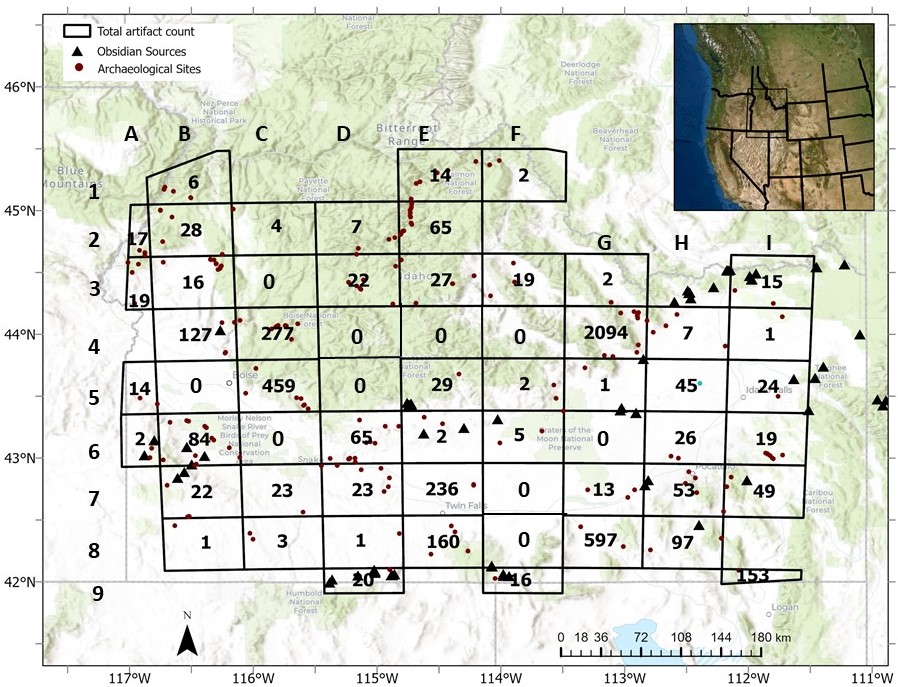 Total artifact count
Obsidian Sources
Archaeological Sites
National
Forest
46°N
Deerlodge
National
Forest
Nez Perce
National
Historical Park
A B C D E F
Bitterroot
Range
Beaverhead
National
Forest
Blue
Mountains
1
6
14
2
Payette
National
Forest
Salmon
National
Forest
45°N
2
17
28
4
7
65
G H I
3
19
16
0
22
27
19
2
15
Idaho
Boise National
Forest
44°N
4
127
277
0
0
0
2094
7
1
5
14
0
459
0
29
2
1
45
24
Boise
National
Forest
Idaho Falls
National
Forest
6
2
84
0
65
2
5
0
26
19
Morley Nelson
Snake River
Birds of Prey
National
Conservation
Area
Craters of the
Moon National
Preserve
43°N
Snake
Pocatello
7
22
23
23
236
0
13
53
49
Twin Falls
Caribou
National
Forest
8
1
3
1
160
0
597
97
42°N
9
20
16
153
Humboldt
National
Forest
Logan
N
0 18 36 72 108 144 180 km
117°W 116°W 115°W 114°W 113°W 112°W 111°W